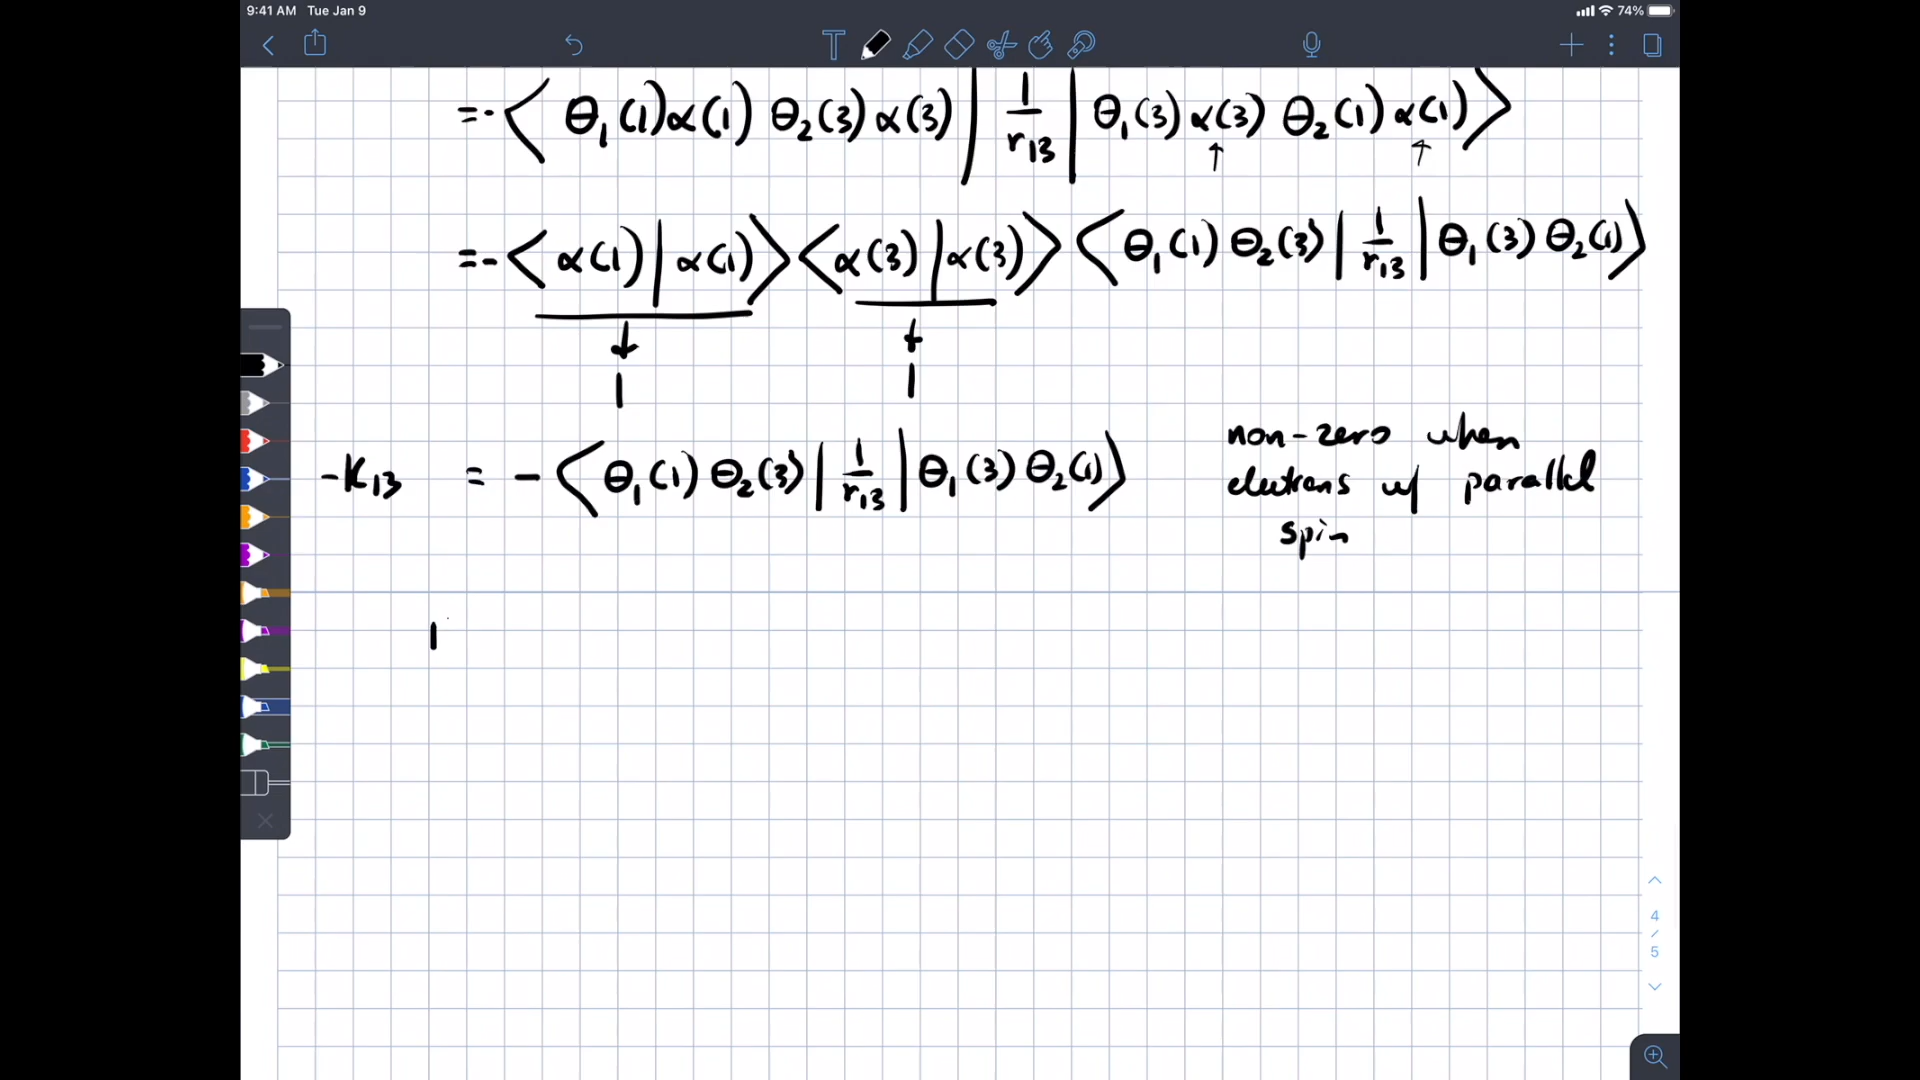 9:41 AM Tue Jan 9
74%
=-⟨ θ₁(1)α(1) θ₂(3)α(3) | 1/r₁₃ | θ₁(3) α(3) θ₂(1) α(1) ⟩
↑ ↑
=-⟨ α(1) | α(1) ⟩⟨ α(3) | α(3) ⟩⟨ θ₁(1) θ₂(3) | 1/r₁₃ | θ₁(3) θ₂(1) ⟩
↓ ↓
1 1
-K₁₃ = -⟨ θ₁(1) θ₂(3) | 1/r₁₃ | θ₁(3) θ₂(1) ⟩
non-zero when
electrons w/ parallel
spin
4
/
5